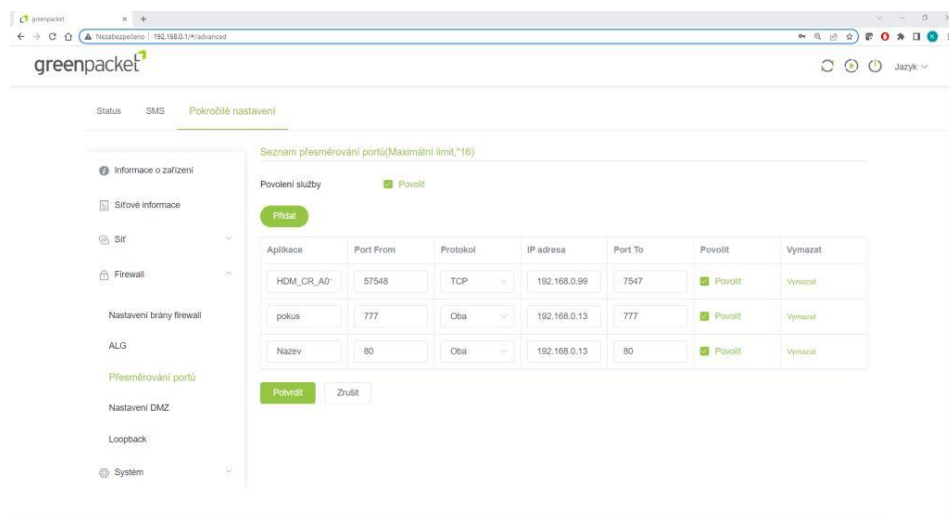 greenpacket
Nezabezpečeno | 192.168.0.1/#/advanced
greenpacket
Jazyk
Status SMS Pokročilé nastavení
Informace o zařízení
Síťové informace
Síť
Firewall
Nastavení brány firewall
ALG
Přesměrování portů
Nastavení DMZ
Loopback
Systém
Seznam přesměrování portů(Maximální limit,"16)
Povolení služby Povolit
Přidat
Aplikace Port From Protokol IP adresa Port To Povolit Vymazat
HDM_CR_A0 57548 TCP 192.168.0.99 7547 Povolit Vymazat
pokus 777 Oba 192.168.0.13 777 Povolit Vymazat
Nazev 80 Oba 192.168.0.13 80 Povolit Vymazat
Potvrdit Zrušit